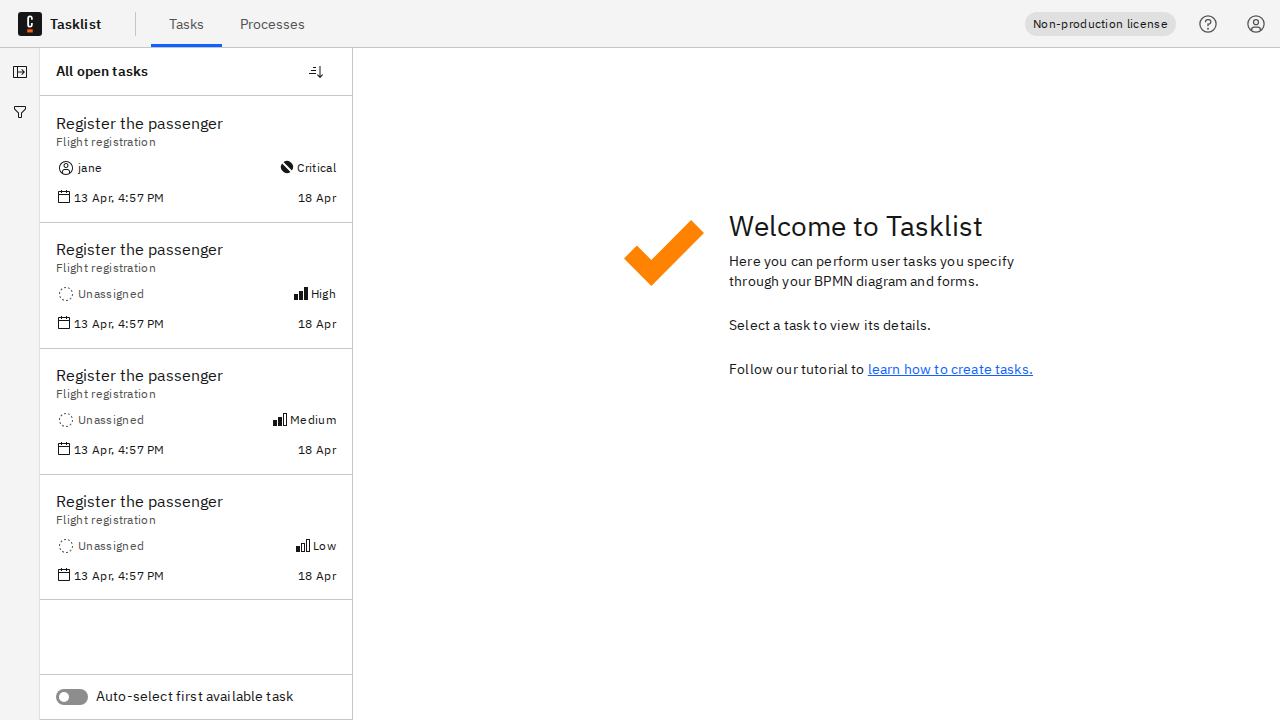 Tasklist
Tasks
Processes
Non-production license
All open tasks
Register the passenger
Flight registration
jane
Critical
13 Apr, 4:57 PM
18 Apr
Register the passenger
Flight registration
Unassigned
High
13 Apr, 4:57 PM
18 Apr
Register the passenger
Flight registration
Unassigned
Medium
13 Apr, 4:57 PM
18 Apr
Register the passenger
Flight registration
Unassigned
Low
13 Apr, 4:57 PM
18 Apr
Auto-select first available task
Welcome to Tasklist
Here you can perform user tasks you specify
through your BPMN diagram and forms.
Select a task to view its details.
Follow our tutorial to learn how to create tasks.